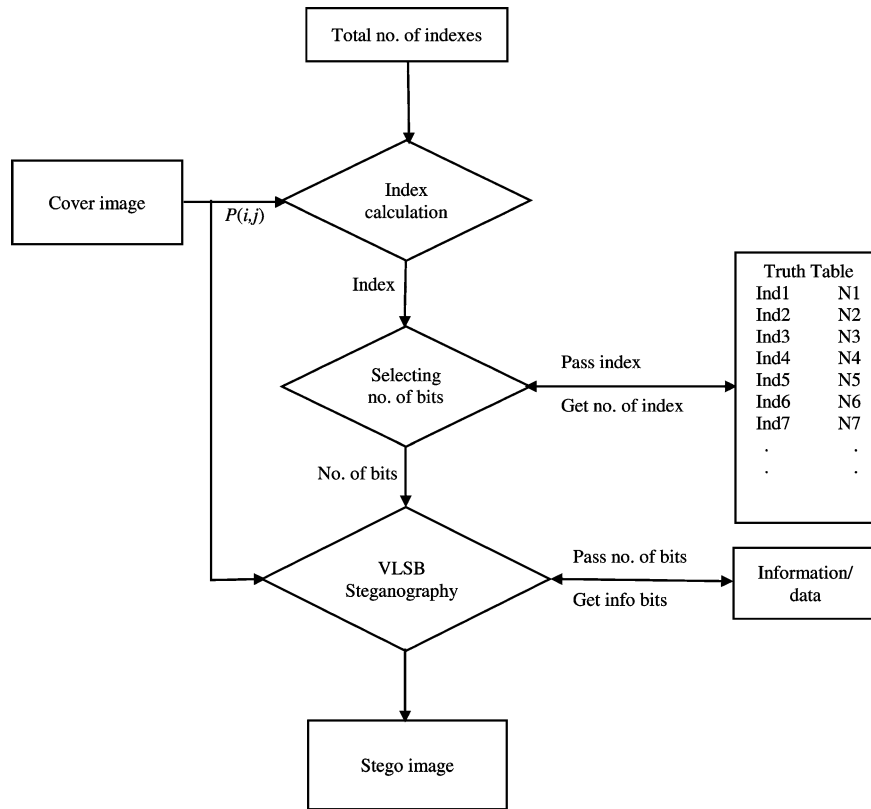 Total no. of indexes
Cover image
P(i,j)
Index
calculation
Index
Truth Table
Ind1 N1
Ind2 N2
Ind3 N3
Ind4 N4
Ind5 N5
Ind6 N6
Ind7 N7
. .
. .
Selecting
no. of bits
Pass index
Get no. of index
No. of bits
VLSB
Steganography
Pass no. of bits
Get info bits
Information/
data
Stego image